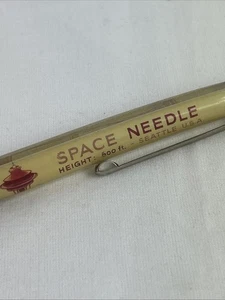 SPACE NEEDLE
HEIGHT: 600 ft. - SEATTLE U.S.A.